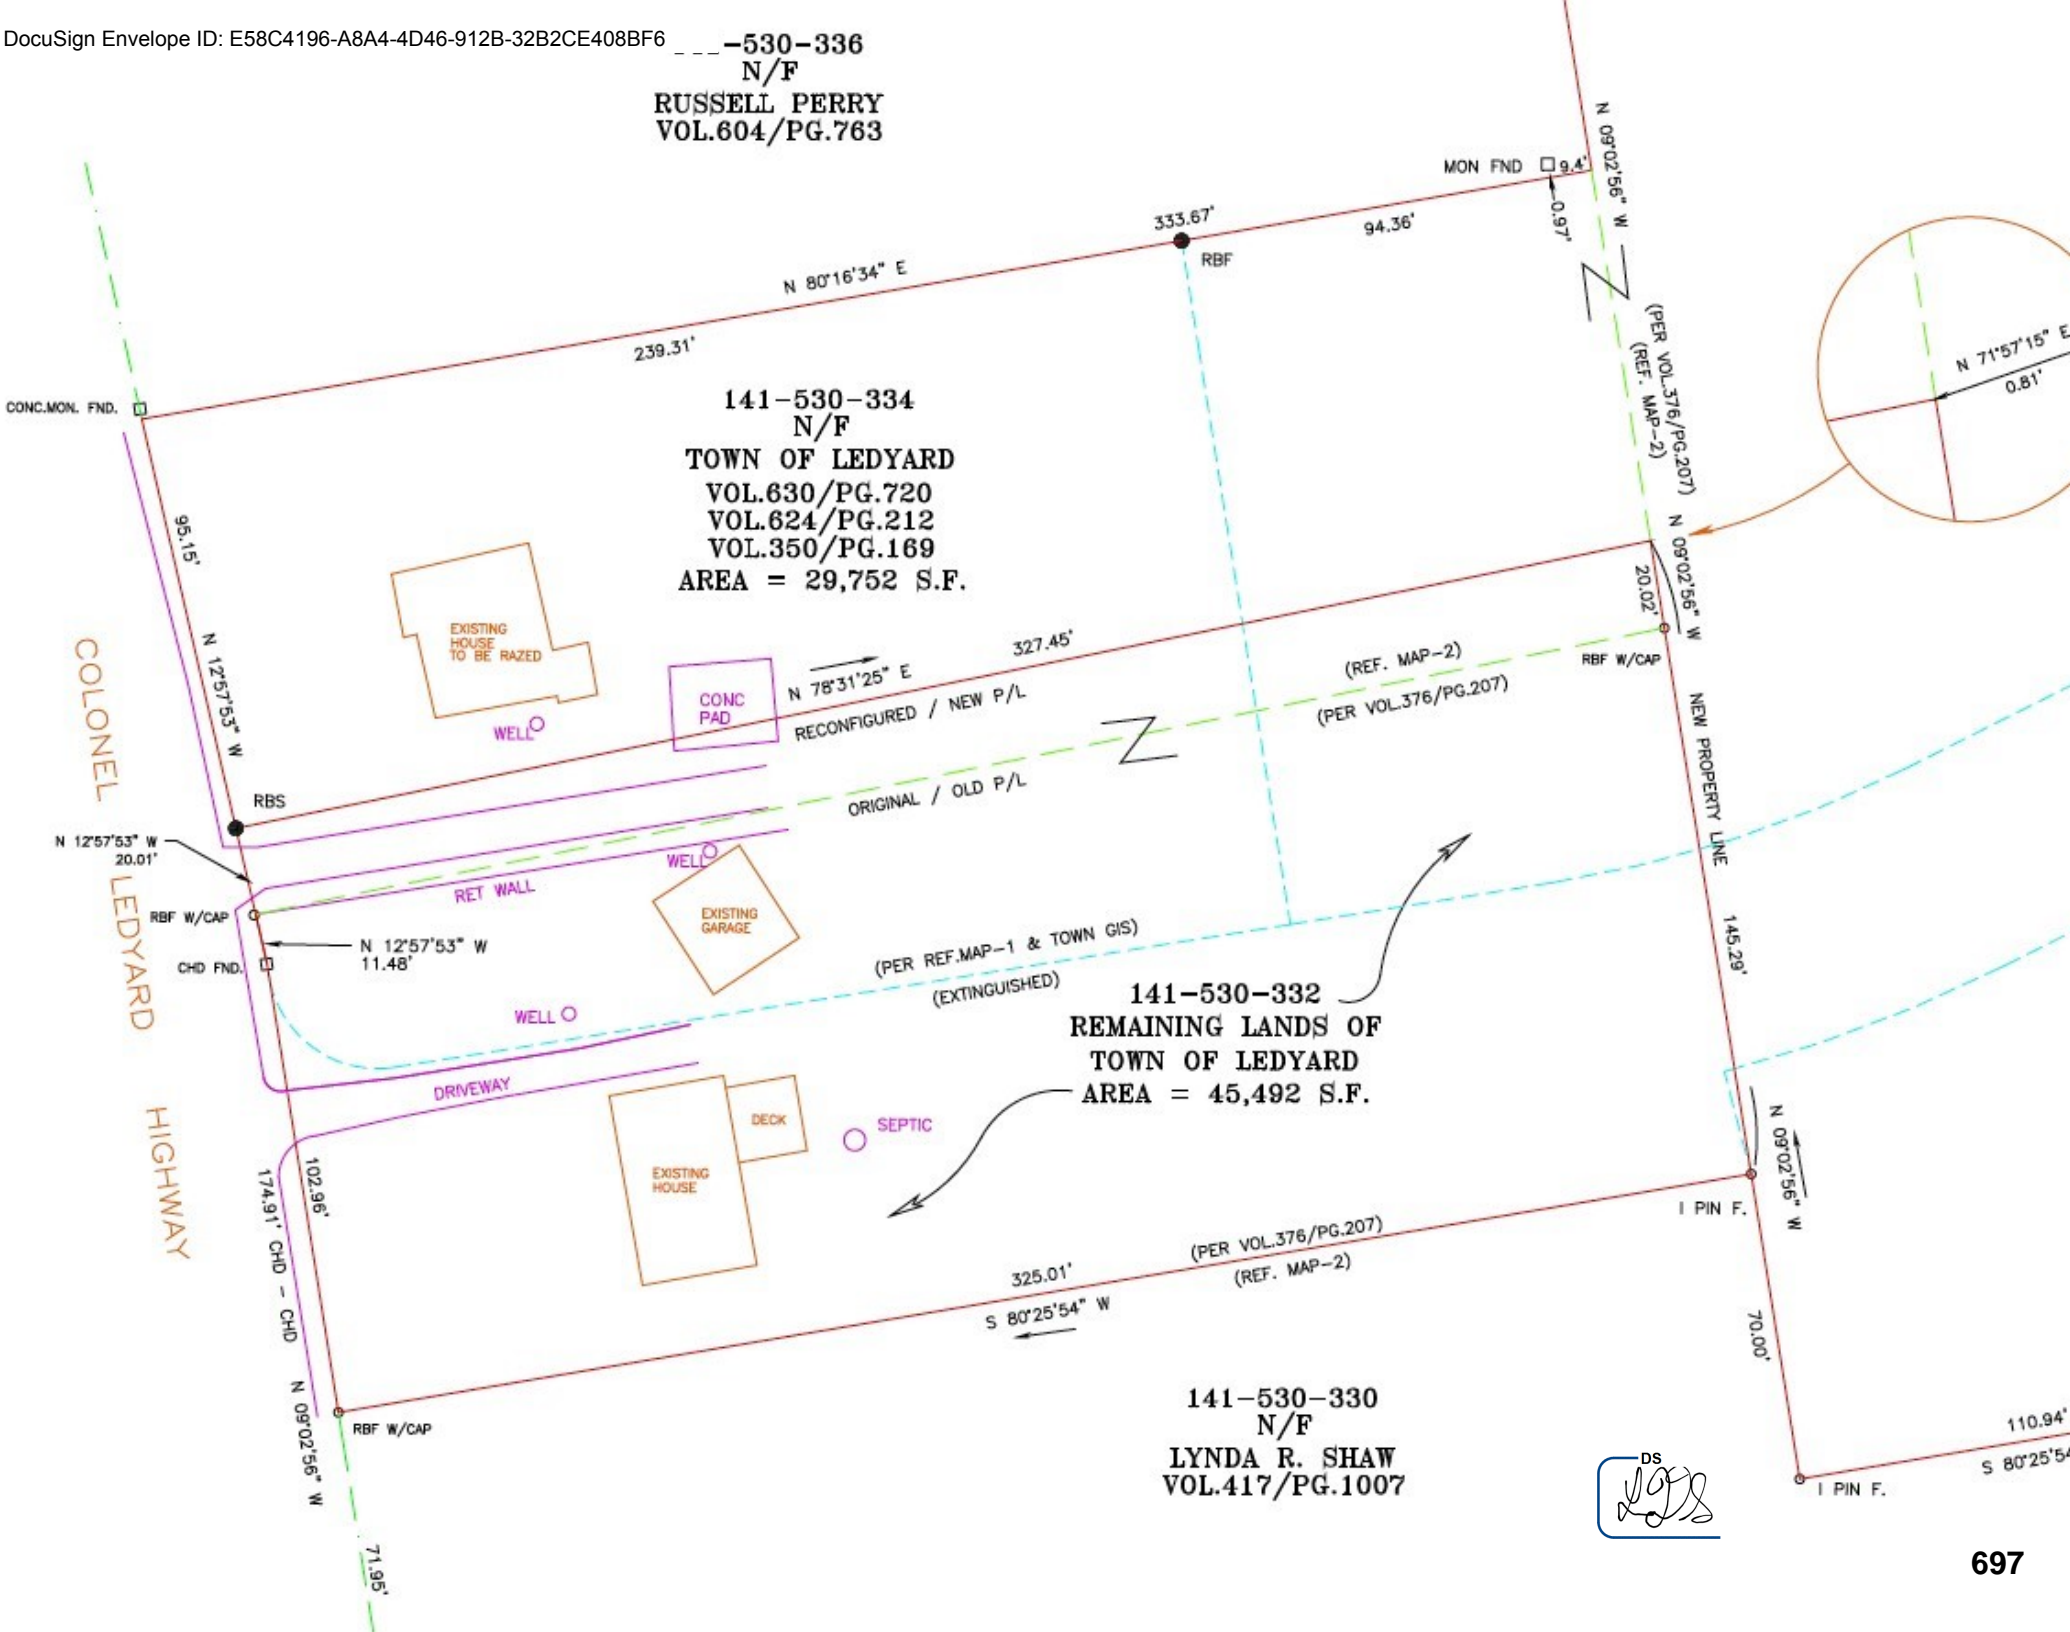 DocuSign Envelope ID: E58C4196-A8A4-4D46-912B-32B2CE408BF6
-530-336
N/F
RUSSELL PERRY
VOL.604/PG.763
MON FND
9.4'
0.97'
N 09°02'56" W
333.67'
94.36'
RBF
N 80°16'34" E
239.31'
(PER VOL.376/PG.207)
(REF. MAP-2)
N 71°57'15" E
0.81'
CONC.MON. FND.
141-530-334
N/F
TOWN OF LEDYARD
VOL.630/PG.720
VOL.624/PG.212
VOL.350/PG.169
AREA = 29,752 S.F.
95.15'
N 12°57'53" W
EXISTING
HOUSE
TO BE RAZED
WELL
CONC
PAD
N 78°31'25" E
327.45'
RECONFIGURED / NEW P/L
(REF. MAP-2)
(PER VOL.376/PG.207)
20.02'
N 09°02'56" W
RBF W/CAP
ORIGINAL / OLD P/L
NEW PROPERTY LINE
COLONEL LEDYARD HIGHWAY
RBS
N 12°57'53" W
20.01'
WELL
RET WALL
RBF W/CAP
EXISTING
GARAGE
N 12°57'53" W
11.48'
CHD FND.
(PER REF.MAP-1 & TOWN GIS)
(EXTINGUISHED)
145.29'
WELL
141-530-332
REMAINING LANDS OF
TOWN OF LEDYARD
AREA = 45,492 S.F.
DRIVEWAY
DECK
SEPTIC
EXISTING
HOUSE
102.96'
174.91' CHD - CHD
N 09°02'56" W
N 09°02'56" W
I PIN F.
(PER VOL.376/PG.207)
(REF. MAP-2)
325.01'
S 80°25'54" W
70.00'
RBF W/CAP
141-530-330
N/F
LYNDA R. SHAW
VOL.417/PG.1007
110.94'
S 80°25'54
I PIN F.
DS
71.95'
697